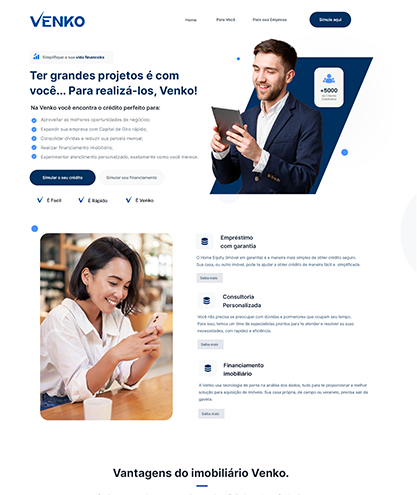 VENKO
Home
Para Você
Para sua Empresa
Simule aqui
Simplifique a sua vida financeira
Ter grandes projetos é com
você... Para realizá-los, Venko!
Na Venko você encontra o crédito perfeito para:
Aproveitar as melhores oportunidades de negócios;
Expandir sua empresa com Capital de Giro rápido;
Consolidar dívidas e reduzir sua parcela mensal;
Realizar financiamento imobiliário;
Experimentar atendimento personalizado, exatamente como você merece.
+5000
de Clientes
Satisfeitos
Simular o seu crédito
Simular seu financiamento
É Fácil
É Rápido
É Venko
Empréstimo
com garantia
O Home Equity (imóvel em garantia) é a maneira mais simples de obter crédito seguro.
Sua casa, ou outro imóvel, pode te ajudar a obter crédito de maneira fácil e simplificada.
Saiba mais
Consultoria
Personalizada
Você não precisa se preocupar com dúvidas e pormenores que ocupam seu tempo.
Para isso, temos um time de especialistas prontos para te atender e resolver as suas
necessidades, com rapidez e eficiência.
Saiba mais
Financiamento
imobiliário
A Venko usa tecnologia de ponta na análise dos dados, tudo para te proporcionar a melhor
solução para aquisição de imóveis. Sua casa própria, de campo ou veraneio, precisa sair da
gaveta.
Saiba mais
Vantagens do imobiliário Venko.